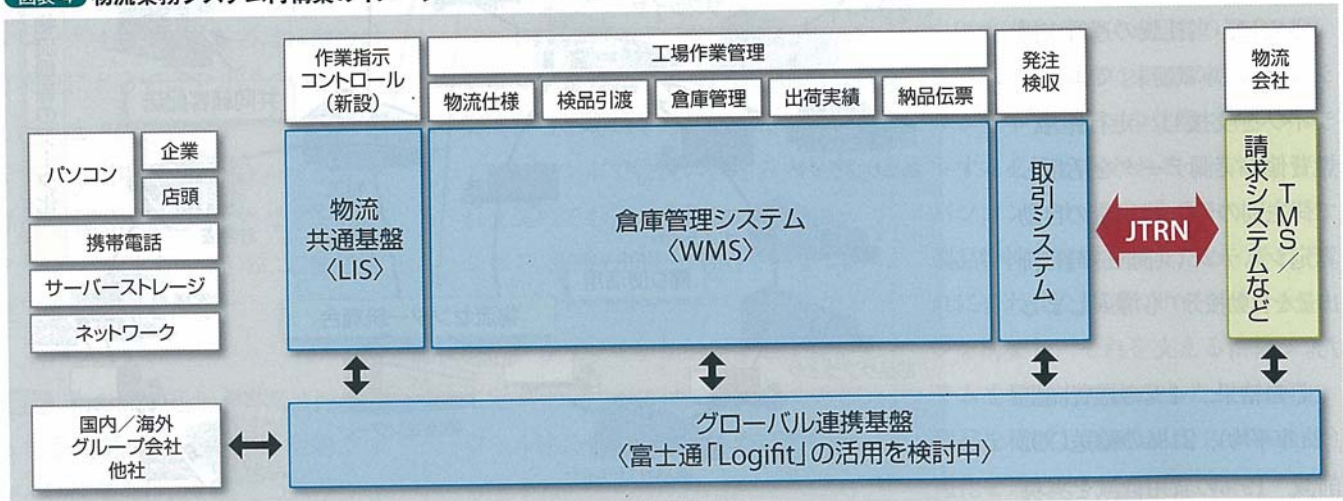 図表4 物流業務システム再構築のイメージ
作業指示
コントロール
(新設)
工場作業管理
物流仕様
検品引渡
倉庫管理
出荷実績
納品伝票
発注
検収
物流
会社
パソコン
企業
店頭
携帯電話
サーバーストレージ
ネットワーク
物流
共通基盤
〈LIS〉
倉庫管理システム
〈WMS〉
取引システム
JTRN
TMS/
請求システムなど
国内/海外
グループ会社
他社
グローバル連携基盤
〈富士通「Logifit」の活用を検討中〉